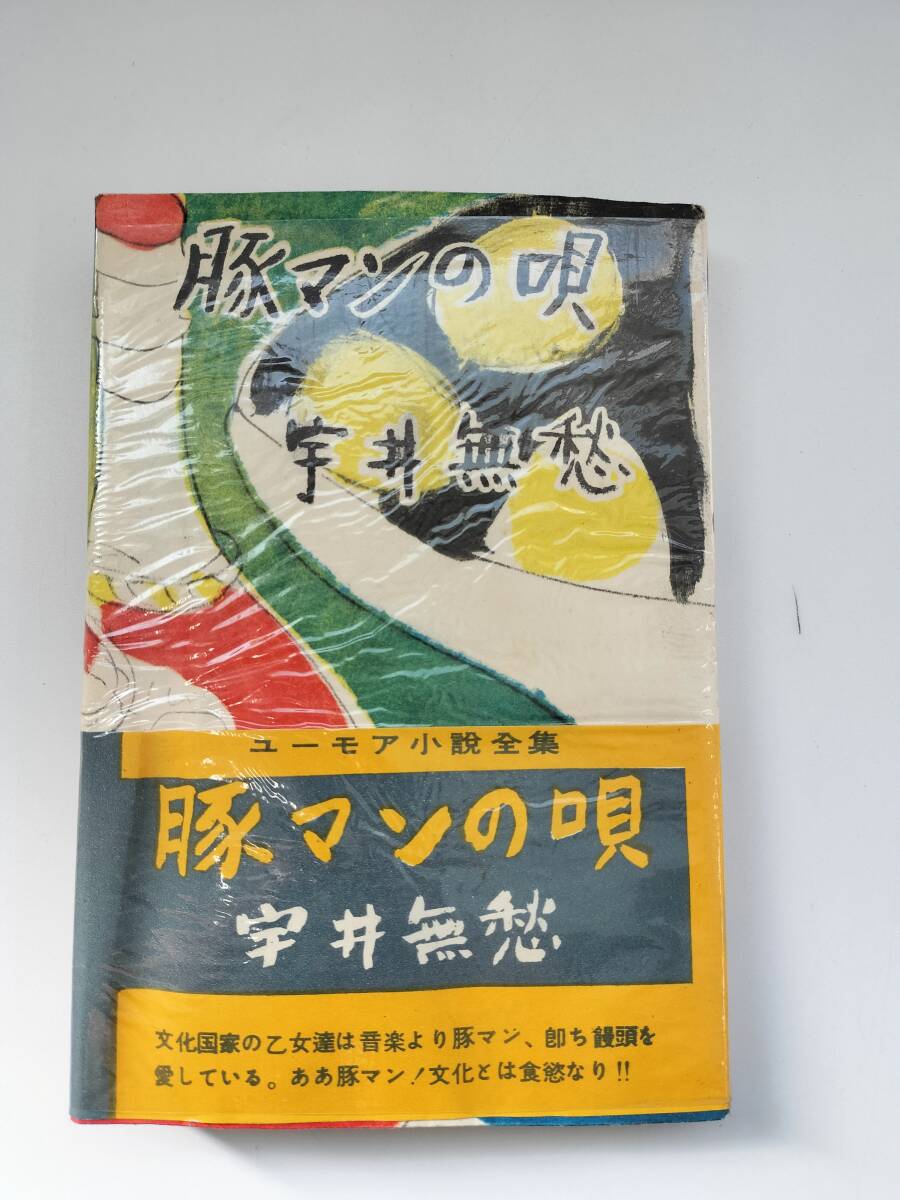 豚マンの唄
宇井無愁
ユーモア小説全集
豚マンの唄
宇井無愁
文化国家の乙女達は音楽より豚マン、即ち饅頭を
愛している。ああ豚マン！文化とは食慾なり!!